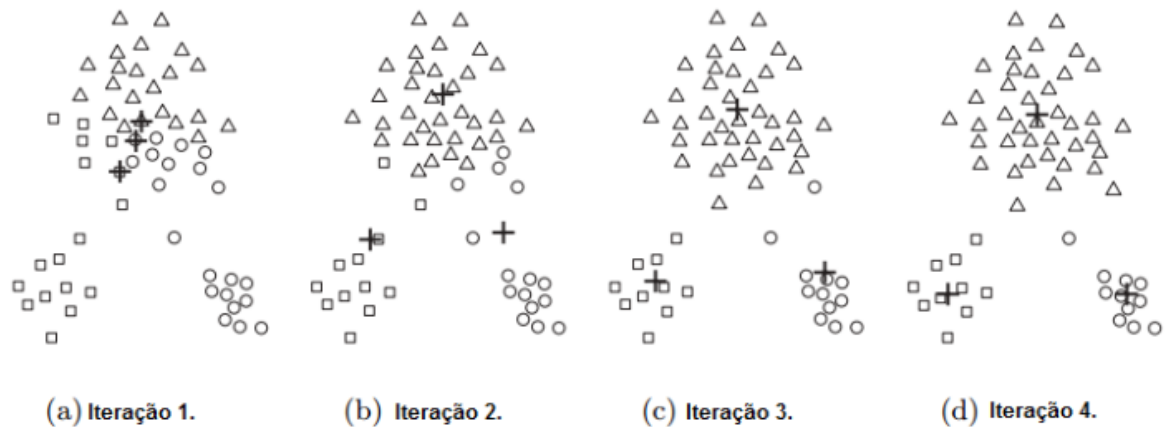 (a) Iteração 1.
(b) Iteração 2.
(c) Iteração 3.
(d) Iteração 4.